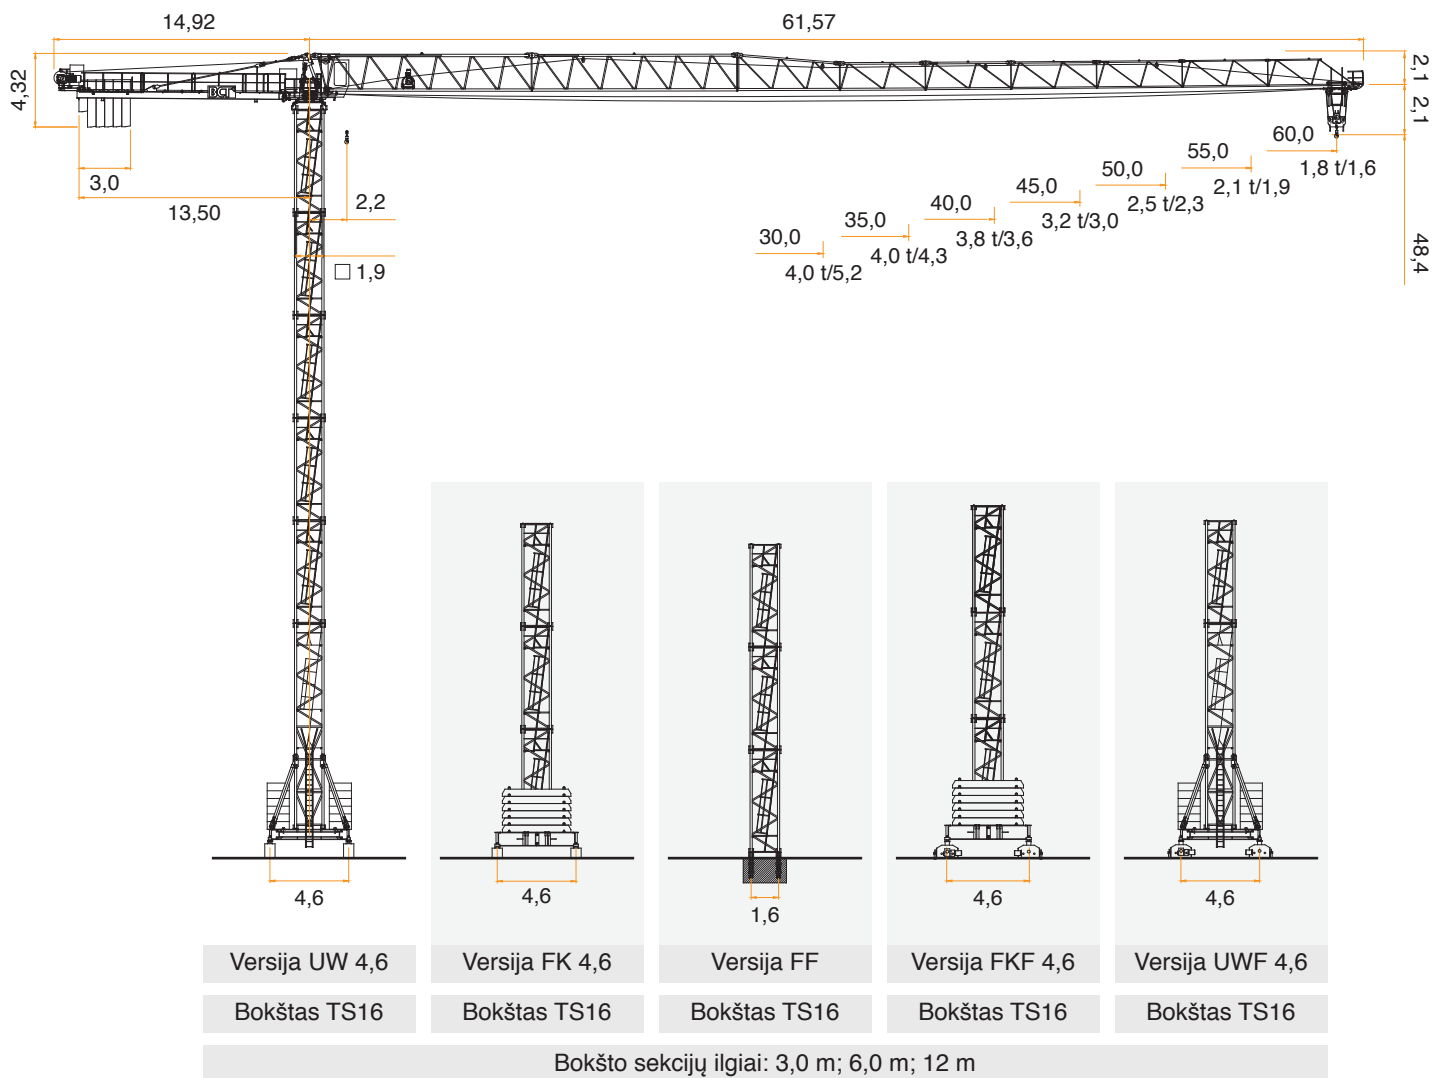 14,92
61,57
4,32
2,1
2,1
3,0
13,50
2,2
1,9
60,0
1,8 t/1,6
55,0
2,1 t/1,9
50,0
2,5 t/2,3
45,0
3,2 t/3,0
40,0
3,8 t/3,6
35,0
4,0 t/4,3
30,0
4,0 t/5,2
48,4
4,6
4,6
1,6
4,6
4,6
Versija UW 4,6
Versija FK 4,6
Versija FF
Versija FKF 4,6
Versija UWF 4,6
Bokštas TS16
Bokštas TS16
Bokštas TS16
Bokštas TS16
Bokštas TS16
Bokšto sekcijų ilgiai: 3,0 m; 6,0 m; 12 m